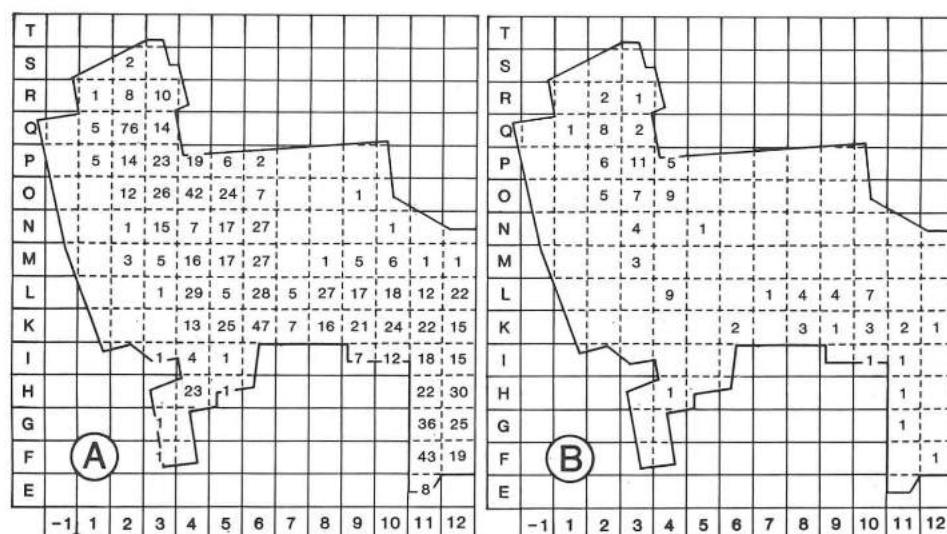 T T
S 2 S
R 1 8 10 R 2 1
Q 5 76 14 Q 1 8 2
P 5 14 23 19 6 2 P 6 11 5
O 12 26 42 24 7 1 O 5 7 9
N 1 15 7 17 27 1 N 4 1
M 3 5 16 17 27 1 5 6 1 1 M 3
L 1 29 5 28 5 27 17 18 12 22 L 9 1 4 4 7
K 13 25 47 7 16 21 24 22 15 K 2 3 1 3 2 1
I 1 4 1 7 12 18 15 I 1 1
H 23 1 22 30 H 1 1
G 1 36 25 G 1
F A 1 43 19 F B 1
E 8 E
-1 1 2 3 4 5 6 7 8 9 10 11 12 -1 1 2 3 4 5 6 7 8 9 10 11 12